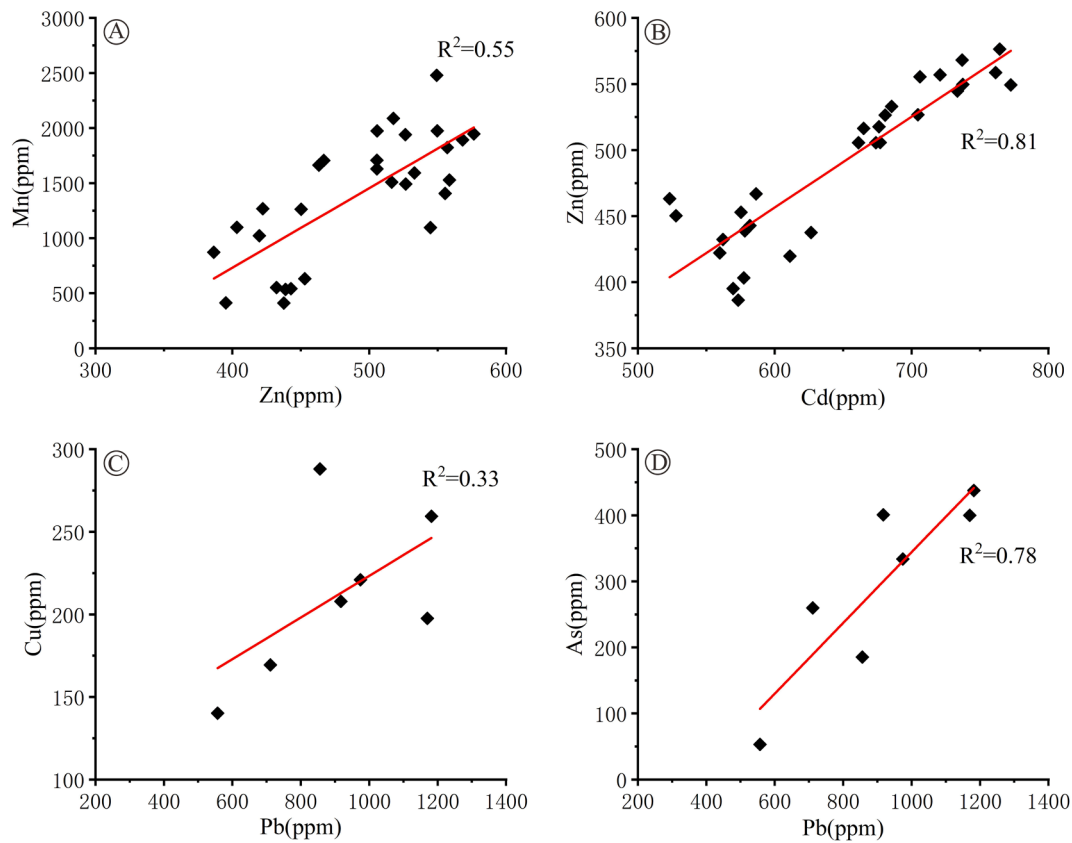 A
R²=0.55
3000
2500
2000
1500
1000
500
0
Mn(ppm)
300 400 500 600
Zn(ppm)
B
R²=0.81
600
550
500
450
400
350
Zn(ppm)
500 600 700 800
Cd(ppm)
C
R²=0.33
300
250
200
150
100
Cu(ppm)
200 400 600 800 1000 1200 1400
Pb(ppm)
D
R²=0.78
500
400
300
200
100
0
As(ppm)
200 400 600 800 1000 1200 1400
Pb(ppm)